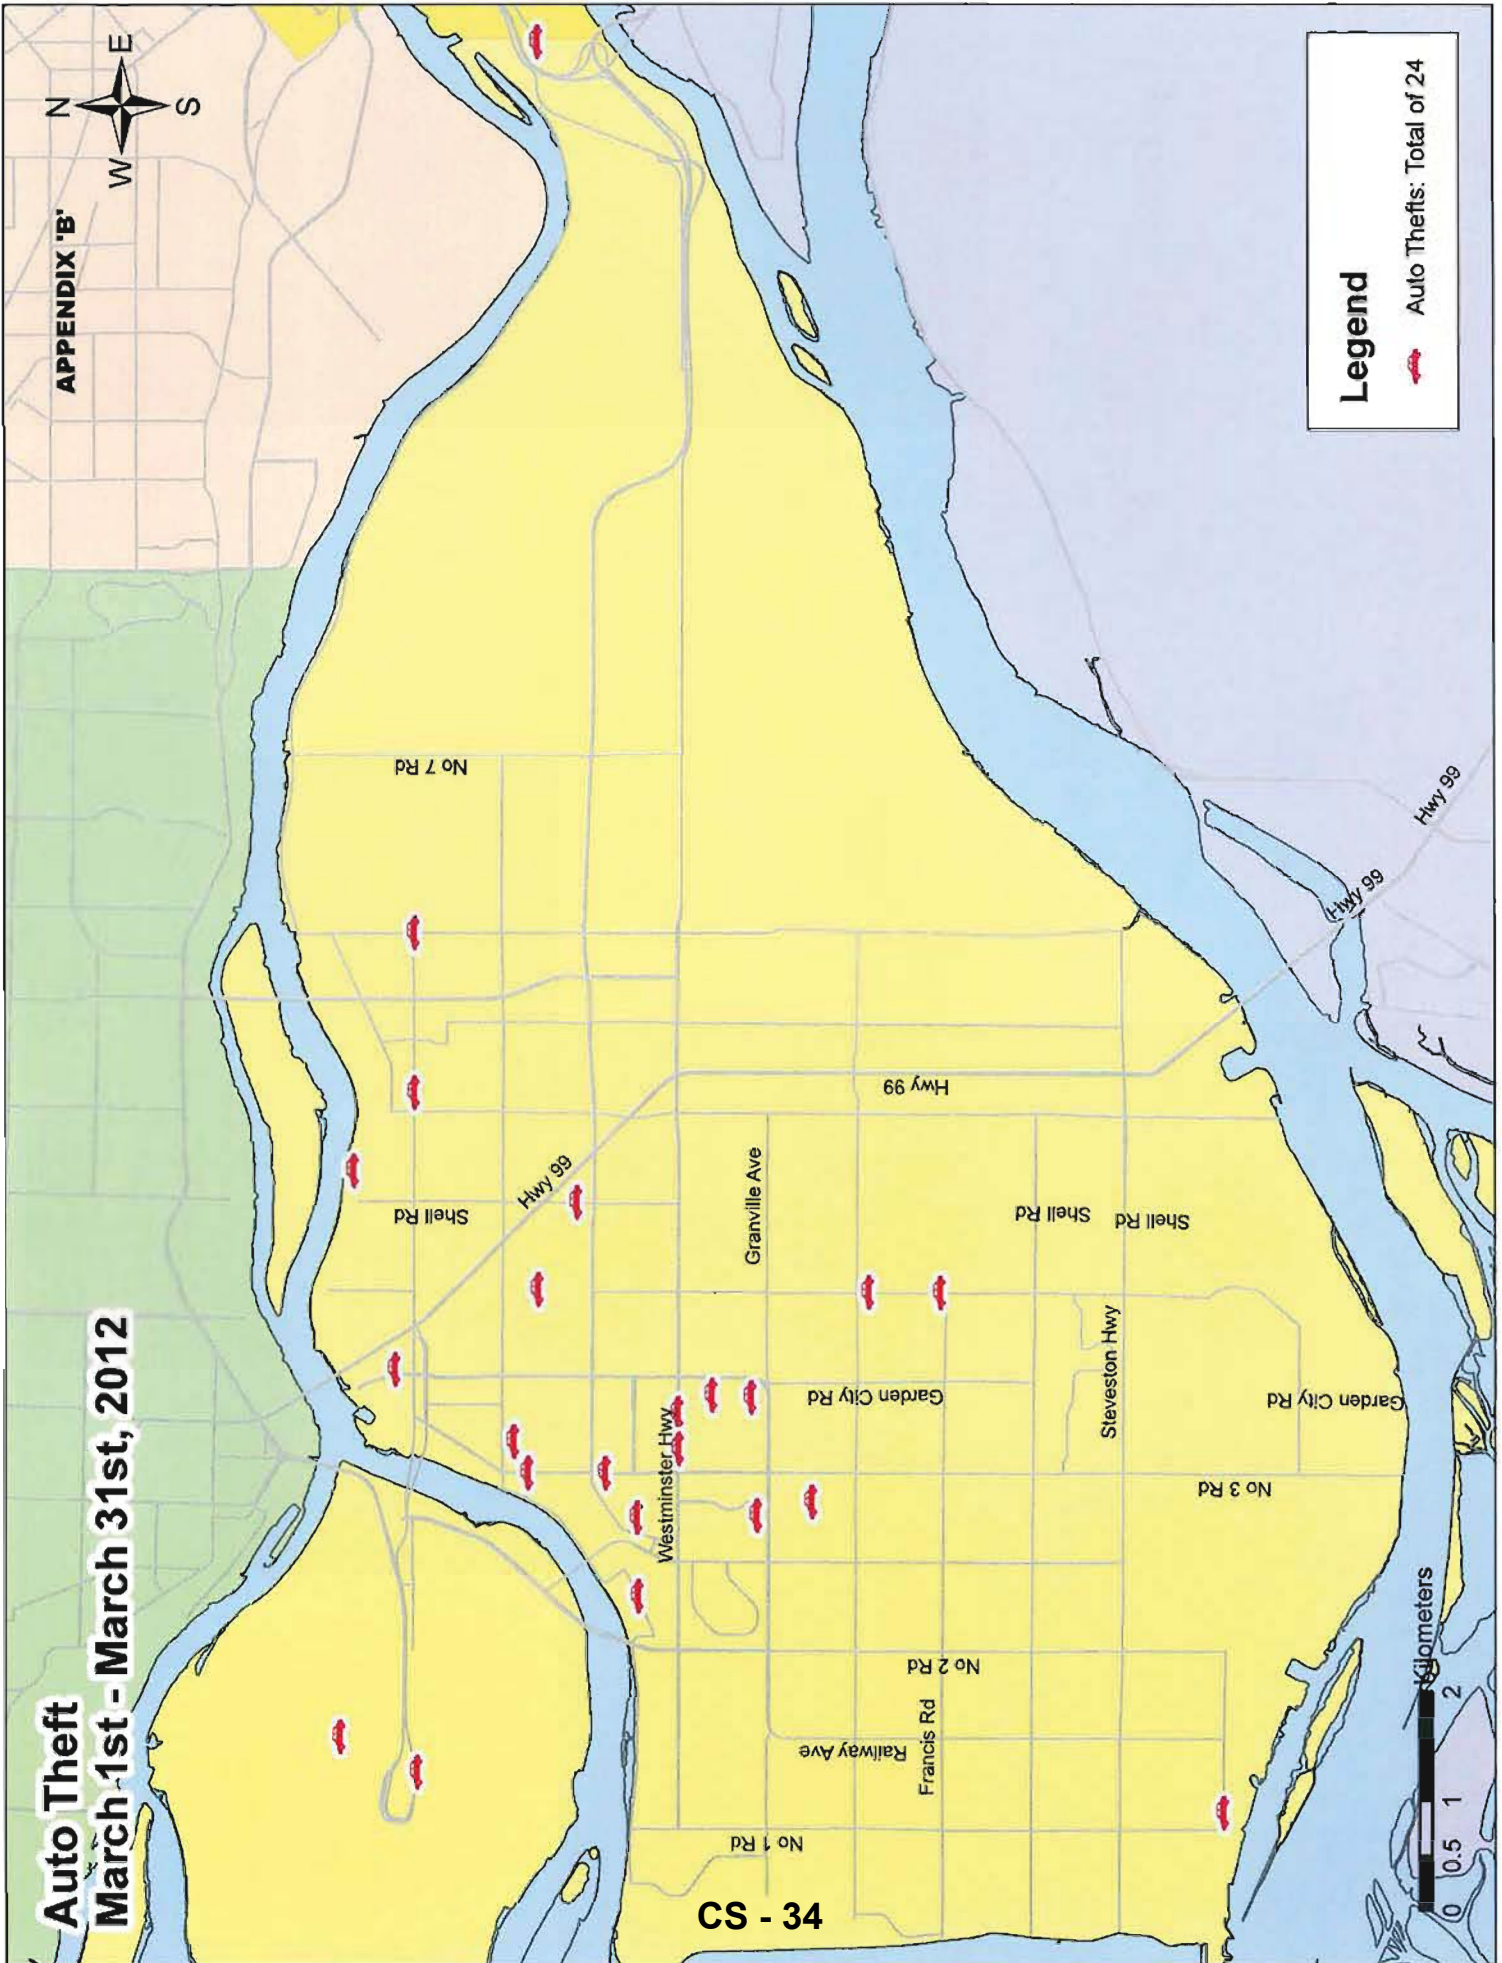 Auto Theft
March 1st - March 31st, 2012
APPENDIX 'B'
N
W
E
S
No 7 Rd
Hwy 99
Shell Rd
Hwy 99
Granville Ave
Shell Rd
Shell Rd
Westminster Hwy
Garden City Rd
Steveston Hwy
Garden City Rd
No 3 Rd
No 2 Rd
Francis Rd
Railway Ave
No 1 Rd
Hwy 99
Hwy 99
0 0.5 1 2
Kilometers
Legend
Auto Thefts: Total of 24
CS - 34